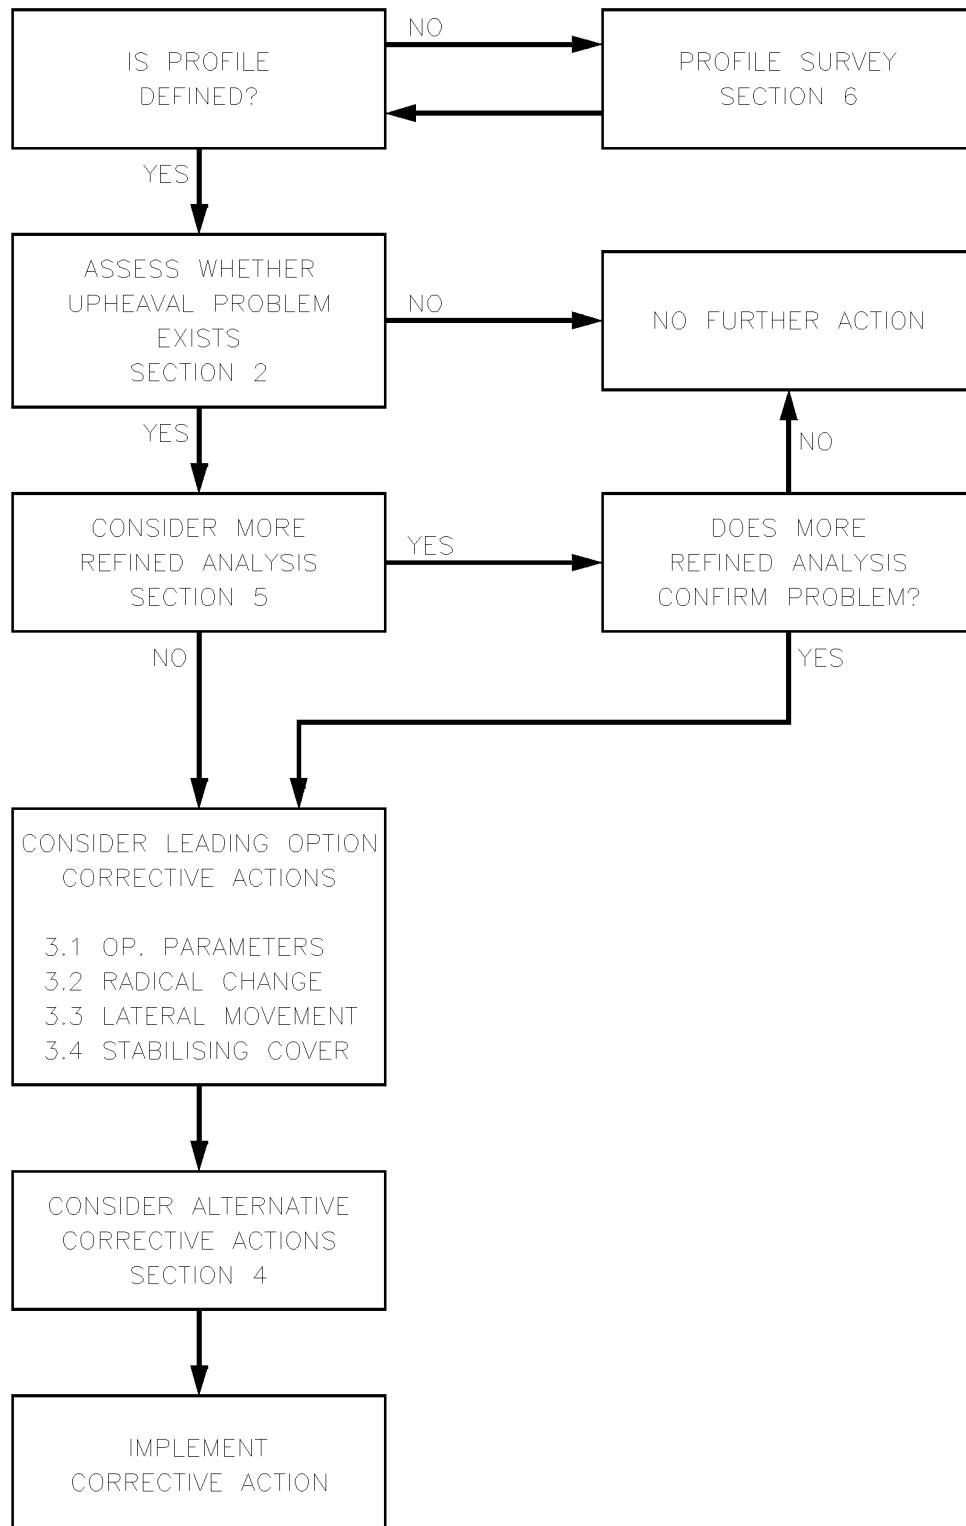 IS PROFILE
DEFINED?
NO
PROFILE SURVEY
SECTION 6
YES
ASSESS WHETHER
UPHEAVAL PROBLEM
EXISTS
SECTION 2
NO
NO FURTHER ACTION
YES
NO
CONSIDER MORE
REFINED ANALYSIS
SECTION 5
YES
DOES MORE
REFINED ANALYSIS
CONFIRM PROBLEM?
NO
YES
CONSIDER LEADING OPTION
CORRECTIVE ACTIONS
3.1 OP. PARAMETERS
3.2 RADICAL CHANGE
3.3 LATERAL MOVEMENT
3.4 STABILISING COVER
CONSIDER ALTERNATIVE
CORRECTIVE ACTIONS
SECTION 4
IMPLEMENT
CORRECTIVE ACTION